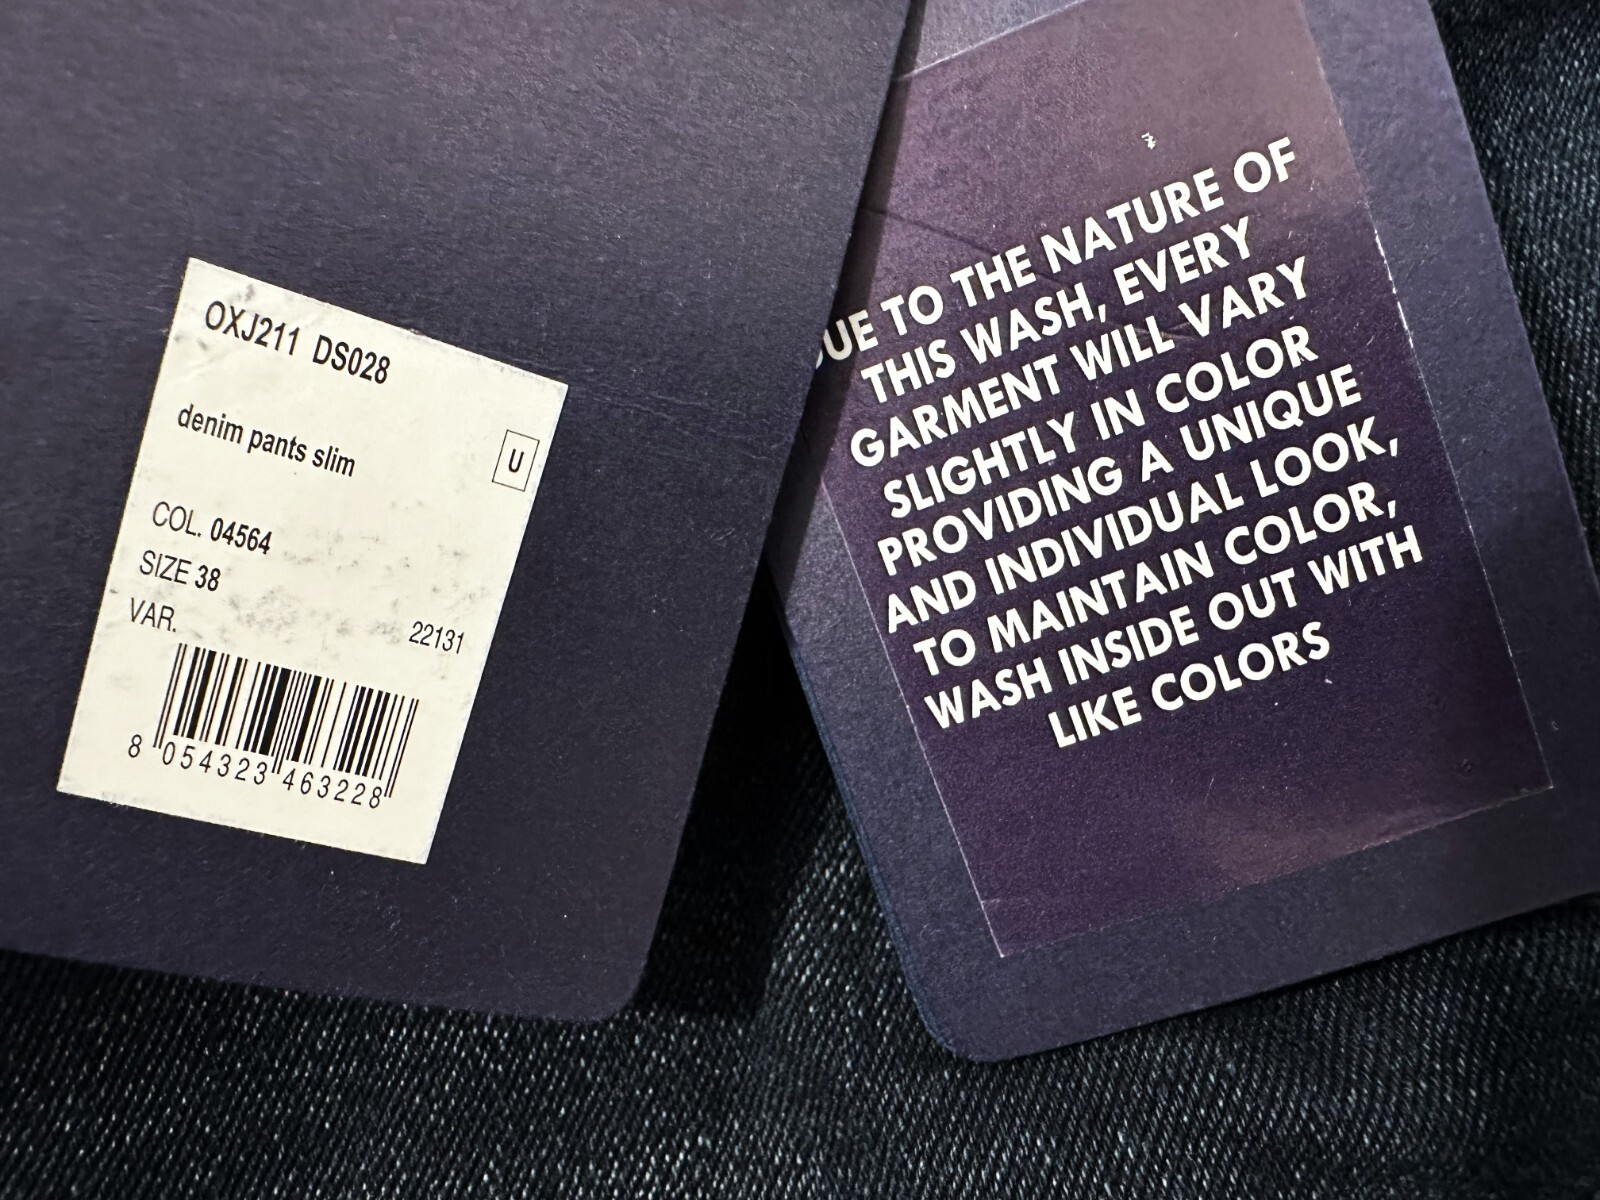 OXJ211 DS028
denim pants slim
U
COL. 04564
SIZE 38
VAR.
22131
8 054323 463228
DUE TO THE NATURE OF
THIS WASH, EVERY
GARMENT WILL VARY
SLIGHTLY IN COLOR
PROVIDING A UNIQUE
AND INDIVIDUAL LOOK,
TO MAINTAIN COLOR,
WASH INSIDE OUT WITH
LIKE COLORS